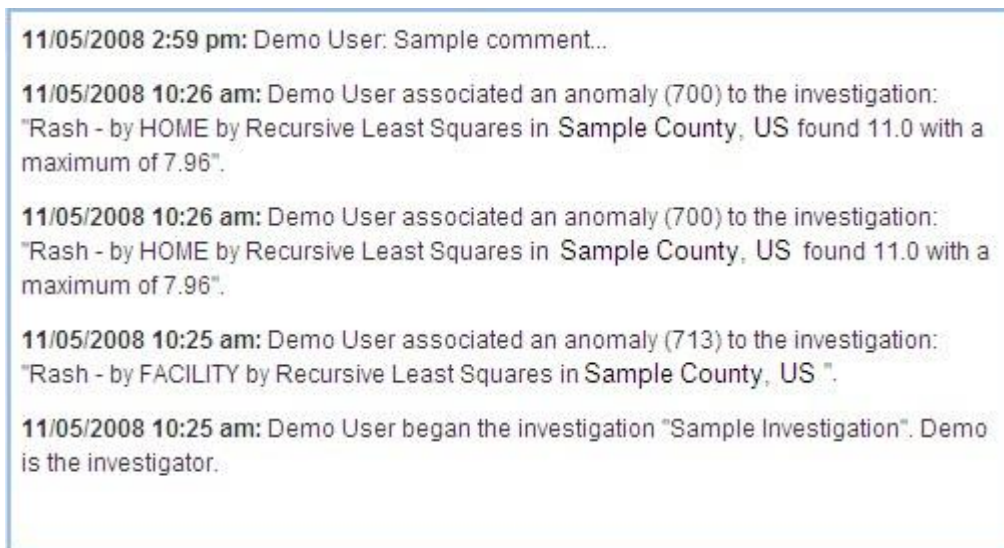 11/05/2008 2:59 pm: Demo User: Sample comment...
11/05/2008 10:26 am: Demo User associated an anomaly (700) to the investigation:
"Rash - by HOME by Recursive Least Squares in Sample County, US found 11.0 with a
maximum of 7.96".
11/05/2008 10:26 am: Demo User associated an anomaly (700) to the investigation:
"Rash - by HOME by Recursive Least Squares in Sample County, US found 11.0 with a
maximum of 7.96".
11/05/2008 10:25 am: Demo User associated an anomaly (713) to the investigation:
"Rash - by FACILITY by Recursive Least Squares in Sample County, US ".
11/05/2008 10:25 am: Demo User began the investigation "Sample Investigation". Demo
is the investigator.